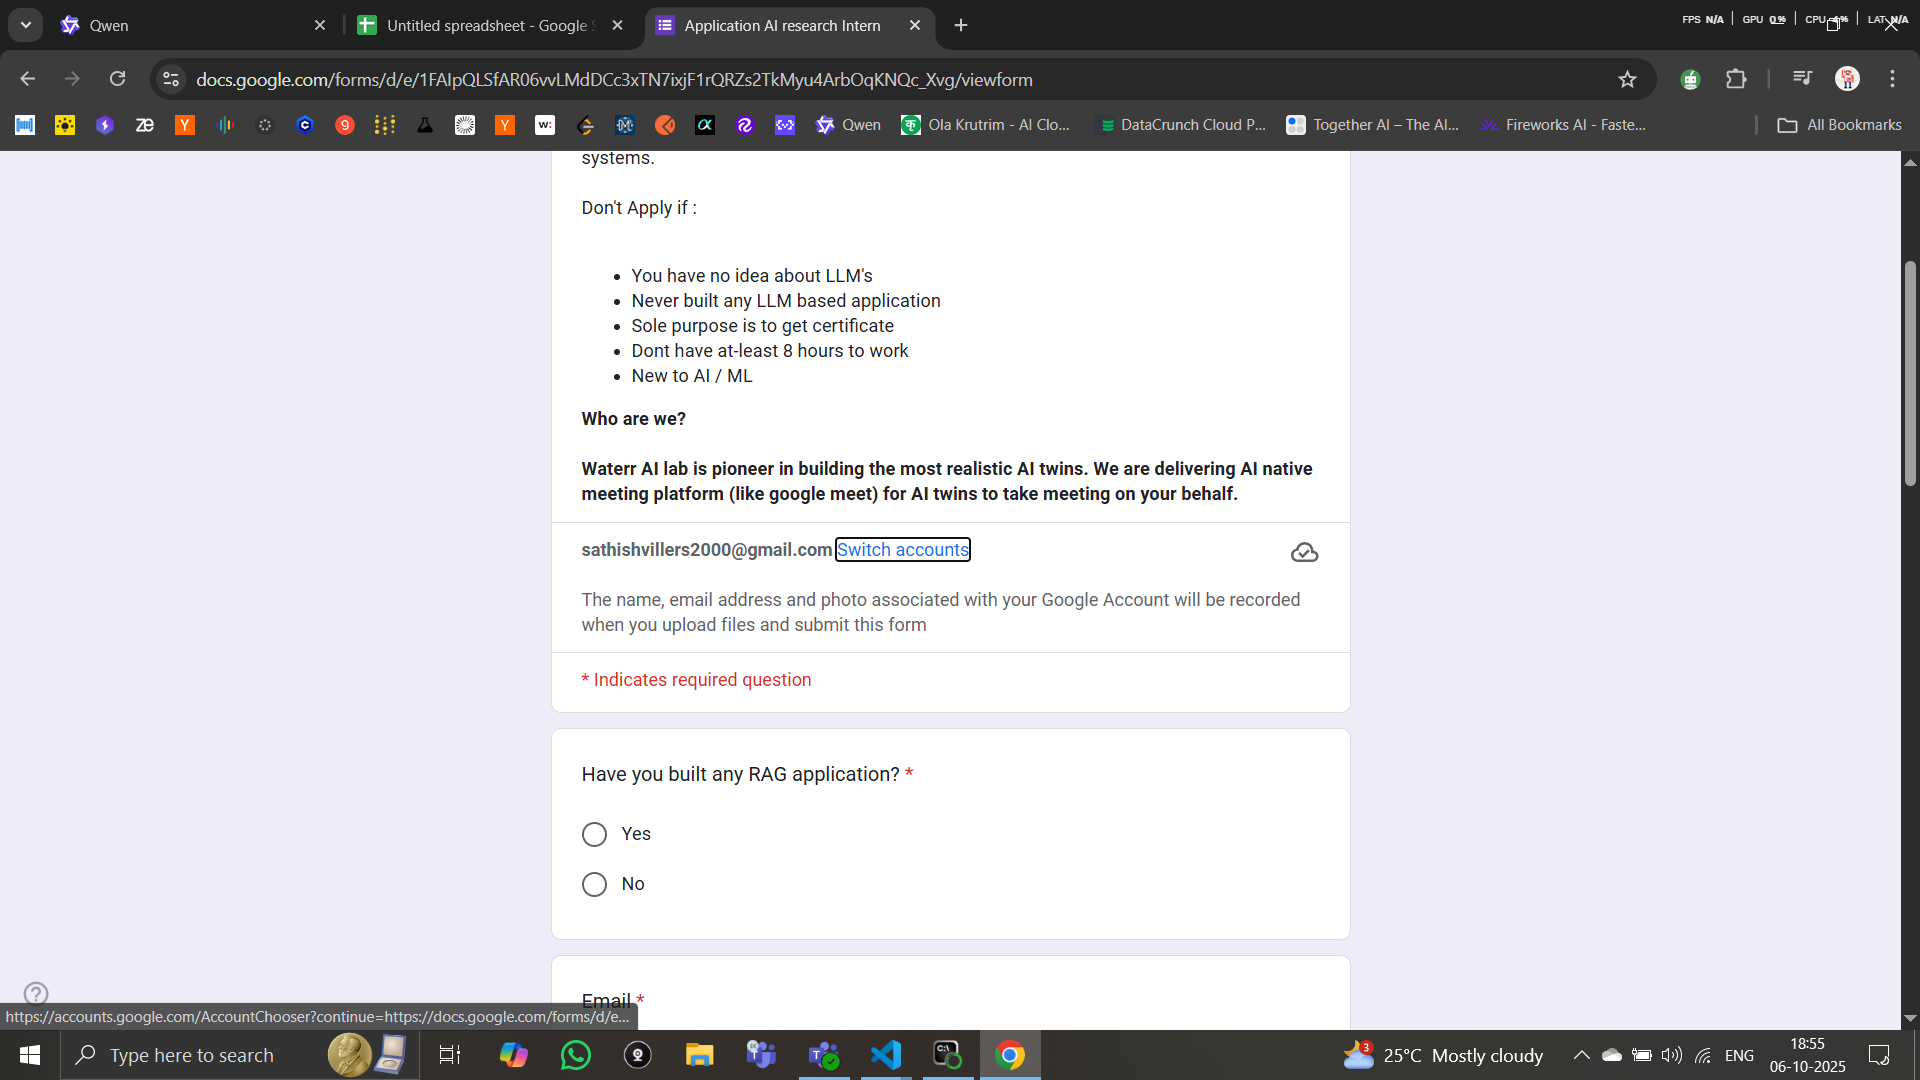 Qwen
Untitled spreadsheet - Google S
Application AI research Intern
FPS N/A
GPU 0%
CPU 4%
LAT N/A
docs.google.com/forms/d/e/1FAIpQLSfAR06vvLMdDCc3xTN7ixjF1rQRZs2TkMyu4ArbOqKNQc_Xvg/viewform
Qwen
Ola Krutrim - AI Clo...
DataCrunch Cloud P...
Together AI – The AI...
Fireworks AI - Faste...
All Bookmarks
systems.
Don't Apply if :
• You have no idea about LLM's
• Never built any LLM based application
• Sole purpose is to get certificate
• Dont have at-least 8 hours to work
• New to AI / ML
Who are we?
Waterr AI lab is pioneer in building the most realistic AI twins. We are delivering AI native
meeting platform (like google meet) for AI twins to take meeting on your behalf.
sathishvillers2000@gmail.com Switch accounts
The name, email address and photo associated with your Google Account will be recorded
when you upload files and submit this form
* Indicates required question
Have you built any RAG application? *
Yes
No
Email *
https://accounts.google.com/AccountChooser?continue=https://docs.google.com/forms/d/e...
Type here to search
3
25°C Mostly cloudy
ENG
18:55
06-10-2025